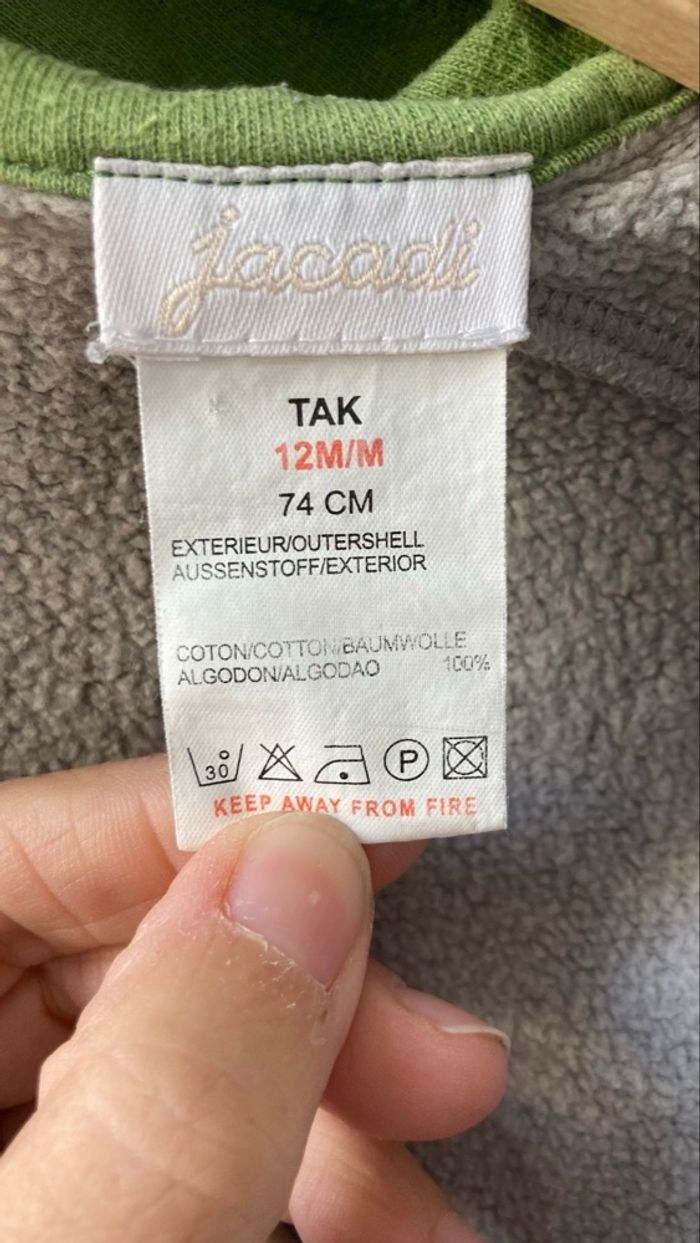 jacadi
TAK
12M/M
74 CM
EXTERIEUR/OUTERSHELL
AUSSENSTOFF/EXTERIOR
COTON/COTTON/BAUMWOLLE
ALGODON/ALGODAO 100%
30 P
KEEP AWAY FROM FIRE